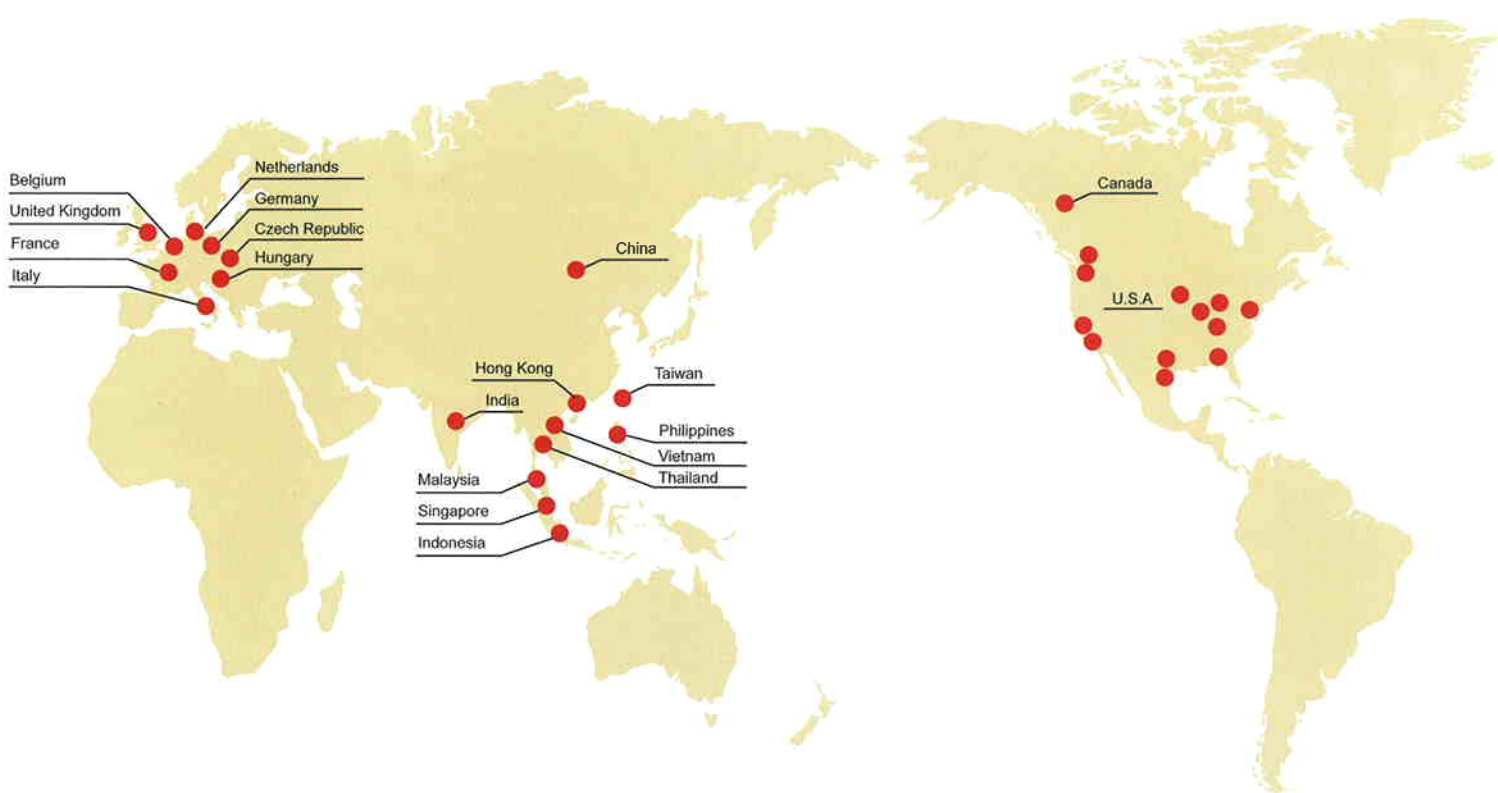 Belgium
United Kingdom
France
Italy
Netherlands
Germany
Czech Republic
Hungary
China
Hong Kong
India
Taiwan
Philippines
Vietnam
Thailand
Malaysia
Singapore
Indonesia
Canada
U.S.A